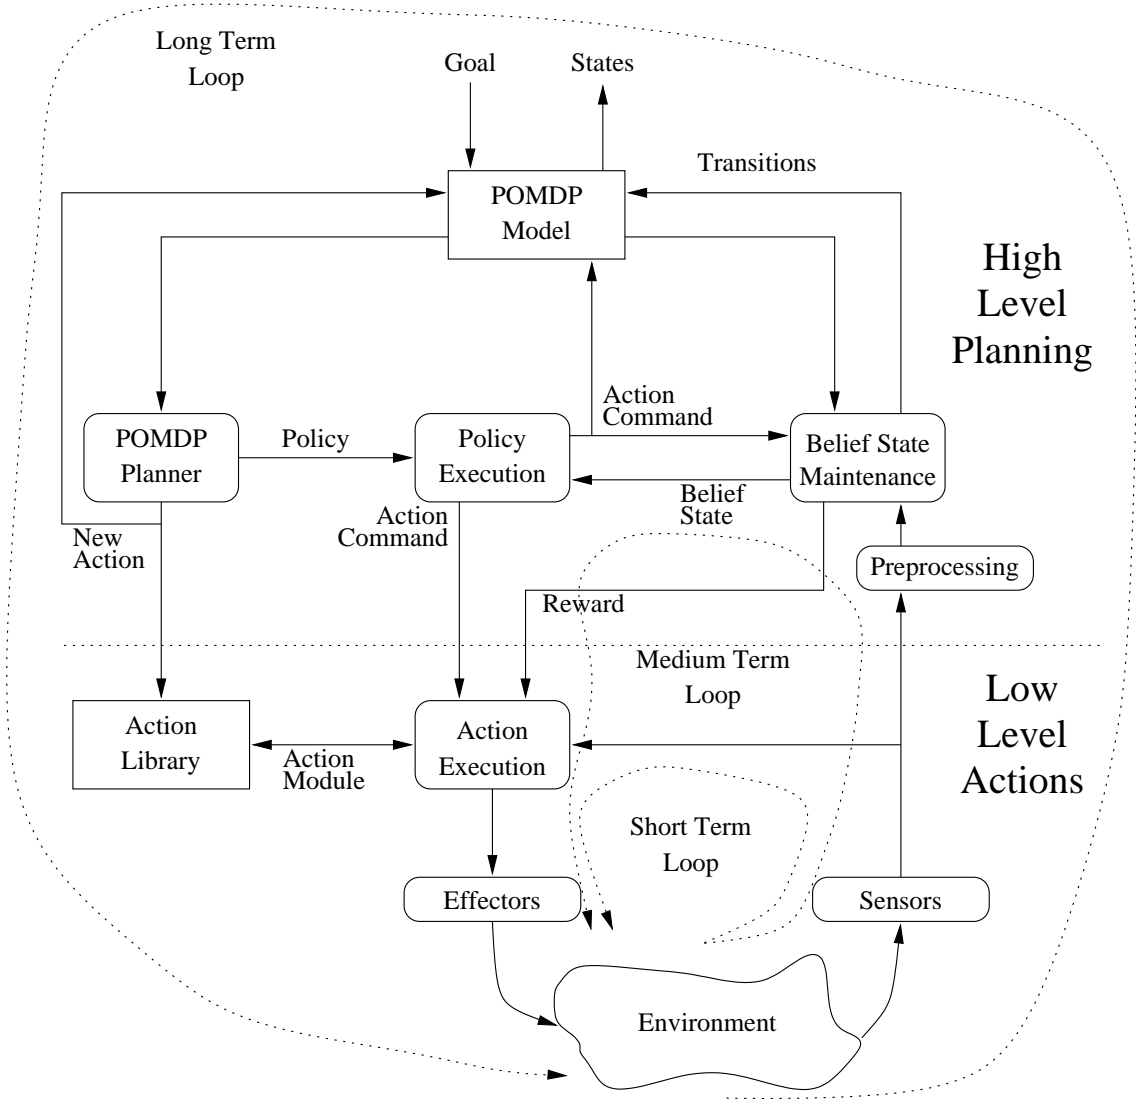 Long Term
Loop
Goal
States
Transitions
POMDP
Model
High
Level
Planning
Action
Command
POMDP
Planner
Policy
Policy
Execution
Belief State
Maintenance
Belief
State
Action
Command
New
Action
Preprocessing
Reward
Medium Term
Loop
Low
Level
Actions
Action
Library
Action
Module
Action
Execution
Short Term
Loop
Effectors
Sensors
Environment